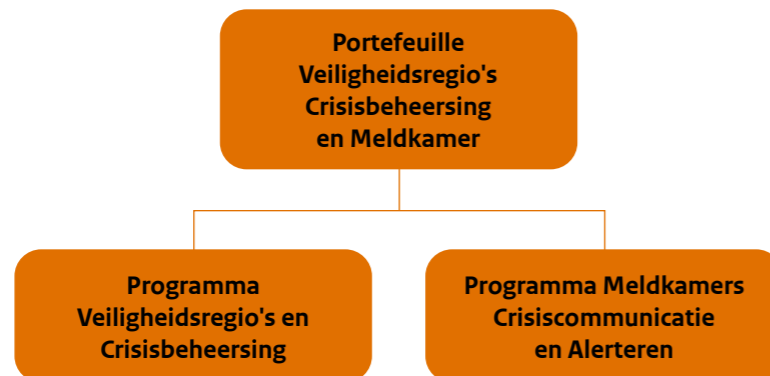 Portefeuille
Veiligheidsregio's
Crisisbeheersing
en Meldkamer
Programma
Veiligheidsregio's en
Crisisbeheersing
Programma Meldkamers
Crisiscommunicatie
en Alerteren